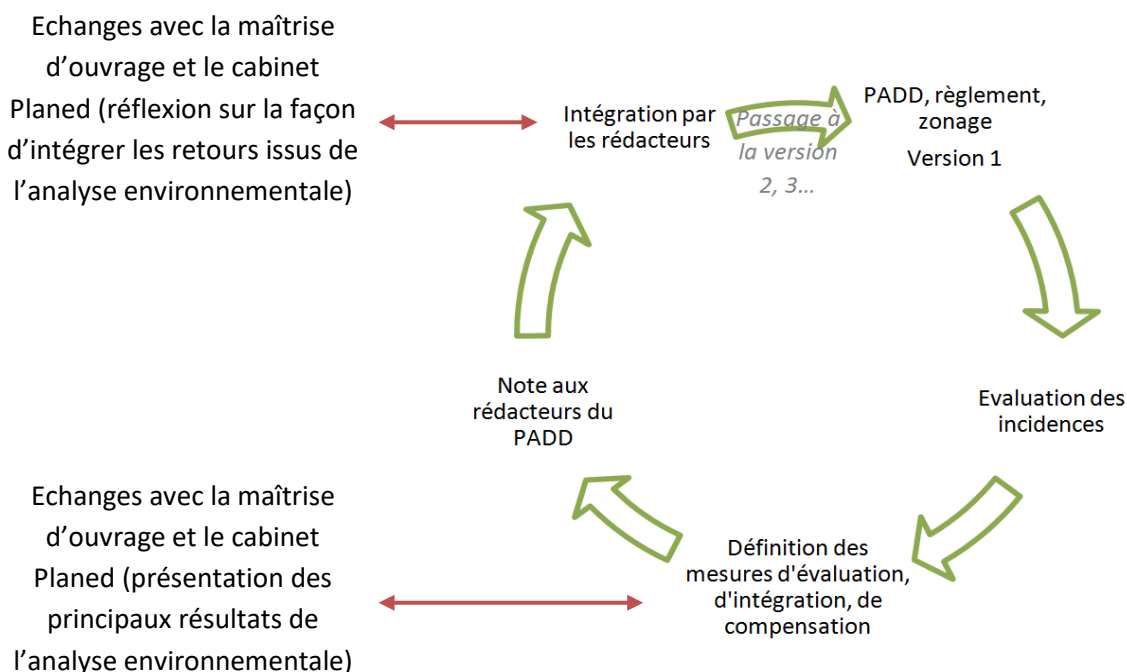 Echanges avec la maîtrise
d'ouvrage et le cabinet
Planed (réflexion sur la façon
d'intégrer les retours issus de
l'analyse environnementale)
Intégration par
les rédacteurs
Passage à
la version
2, 3...
PADD, règlement,
zonage
Version 1
Evaluation des
incidences
Définition des
mesures d'évaluation,
d'intégration, de
compensation
Note aux
rédacteurs du
PADD
Echanges avec la maîtrise
d'ouvrage et le cabinet
Planed (présentation des
principaux résultats de
l'analyse environnementale)